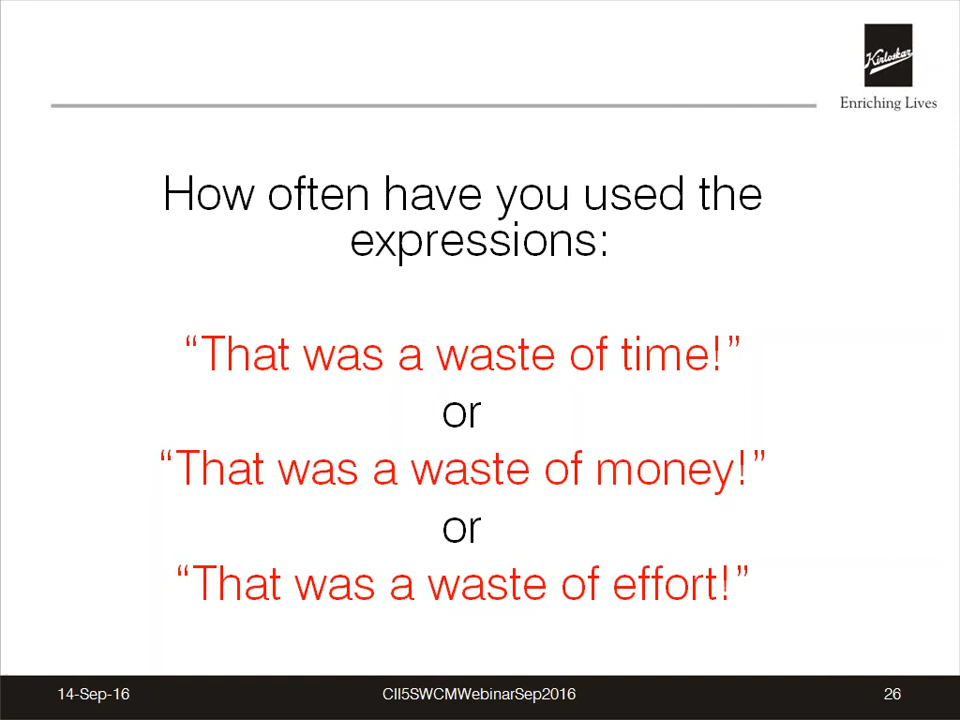 Kirloskar
Enriching Lives
How often have you used the
expressions:
“That was a waste of time!”
or
“That was a waste of money!”
or
“That was a waste of effort!”
14-Sep-16 CII5SWCMWebinarSep2016 26